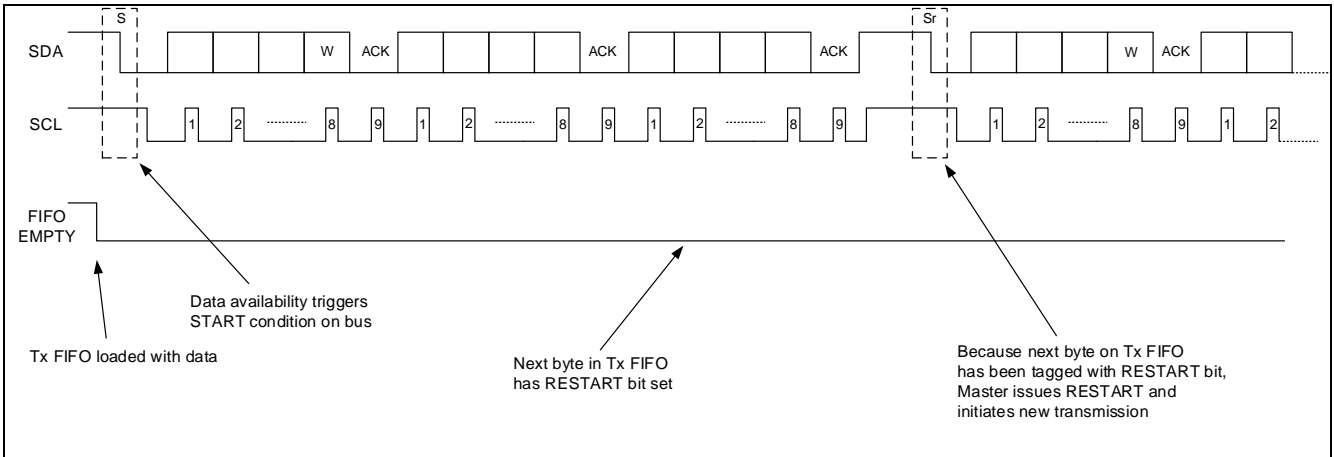 S Sr
SDA W ACK ACK ACK W ACK
SCL 1 2 8 9 1 2 8 9 1 2 8 9 1 2 8 9 1 2
FIFO
EMPTY
Data availability triggers
START condition on bus
Tx FIFO loaded with data
Next byte in Tx FIFO
has RESTART bit set
Because next byte on Tx FIFO
has been tagged with RESTART bit,
Master issues RESTART and
initiates new transmission